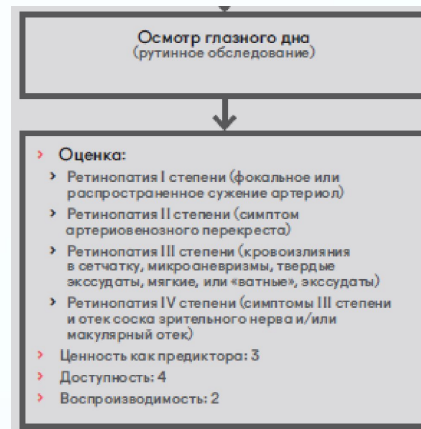 Осмотр глазного дна
(рутинное обследование)
› Оценка:
› Ретинопатия I степени (фокальное или
распространенное сужение артериол)
› Ретинопатия II степени (симптом
артериовенозного перекреста)
› Ретинопатия III степени (кровоизлияния
в сетчатку, микроаневризмы, твердые
экссудаты, мягкие, или «ватные», экссудаты)
› Ретинопатия IV степени (симптомы III степени
и отек соска зрительного нерва и/или
макулярный отек)
› Ценность как предиктора: 3
› Доступность: 4
› Воспроизводимость: 2